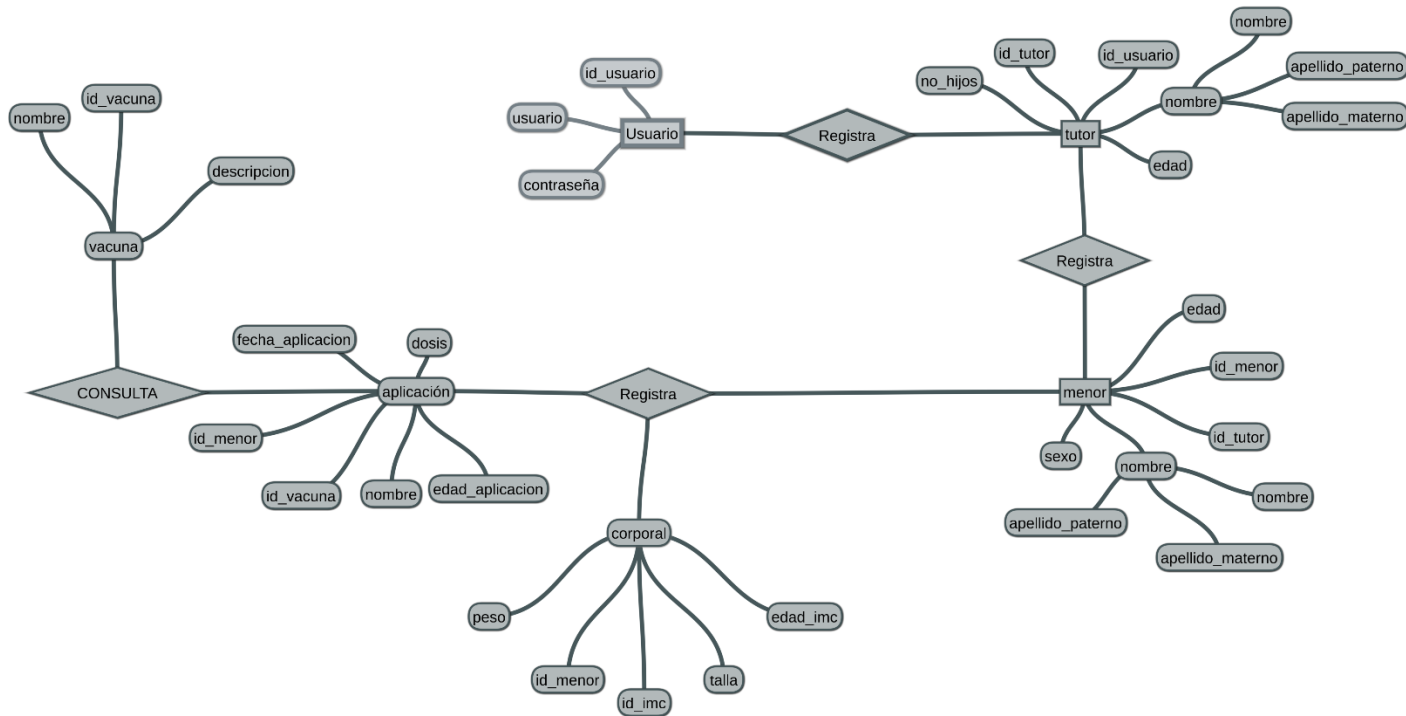 nombre
id_tutor
id_usuario
apellido_paterno
id_usuario
no_hijos
id_vacuna
nombre
apellido_materno
nombre
usuario
Usuario
Registra
tutor
edad
descripcion
contraseña
vacuna
Registra
edad
fecha_aplicacion
dosis
id_menor
CONSULTA
aplicación
Registra
menor
id_menor
id_tutor
sexo
nombre
id_vacuna
nombre
edad_aplicacion
nombre
apellido_paterno
corporal
apellido_materno
peso
edad_imc
id_menor
talla
id_imc